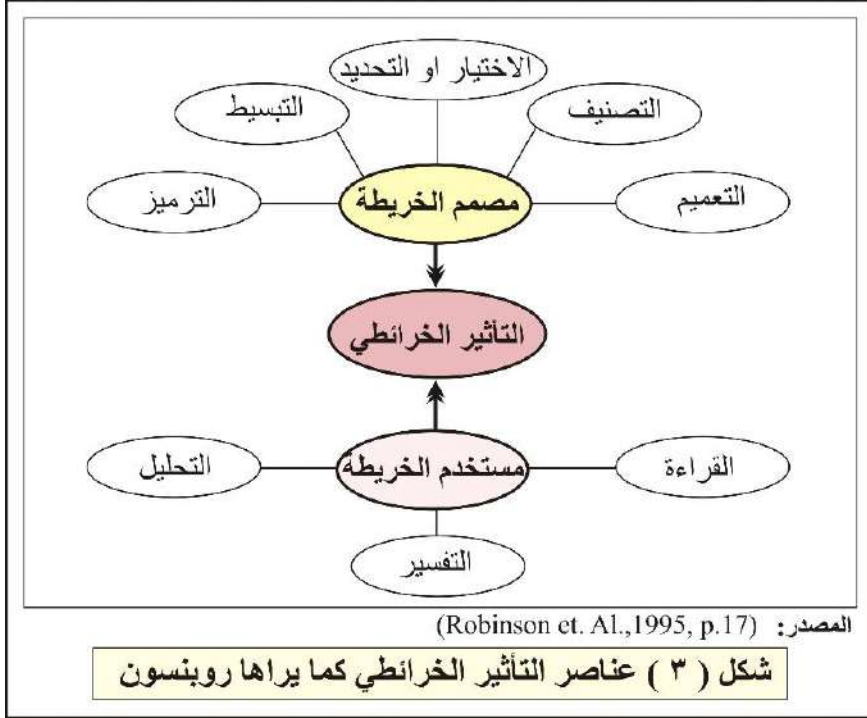 الاختيار او التحديد
التصنيف
التبسيط
التعميم
مصمم الخريطة
الترميز
التأثير الخرائطي
القراءة
مستخدم الخريطة
التحليل
التفسير
المصدر: (Robinson et. Al.,1995, p.17)
شكل ( ٣ ) عناصر التأثير الخرائطي كما يراها روبنسون